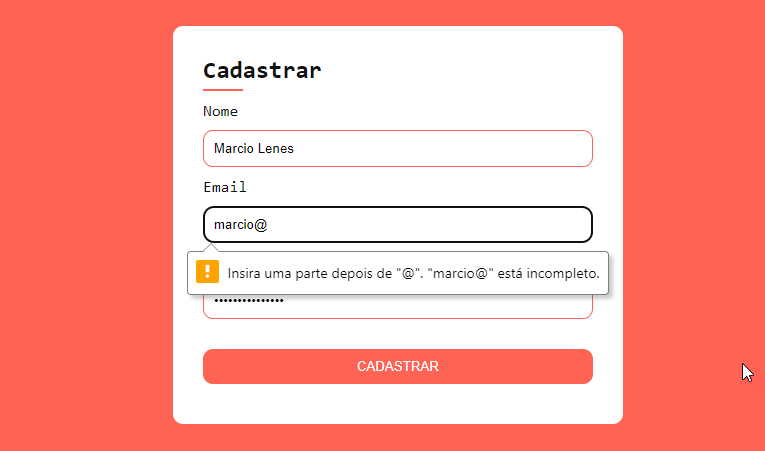 Cadastrar
Nome
Marcio Lenes
Email
marcio@
Insira uma parte depois de "@". "marcio@" está incompleto.
•••••••••••••••
CADASTRAR